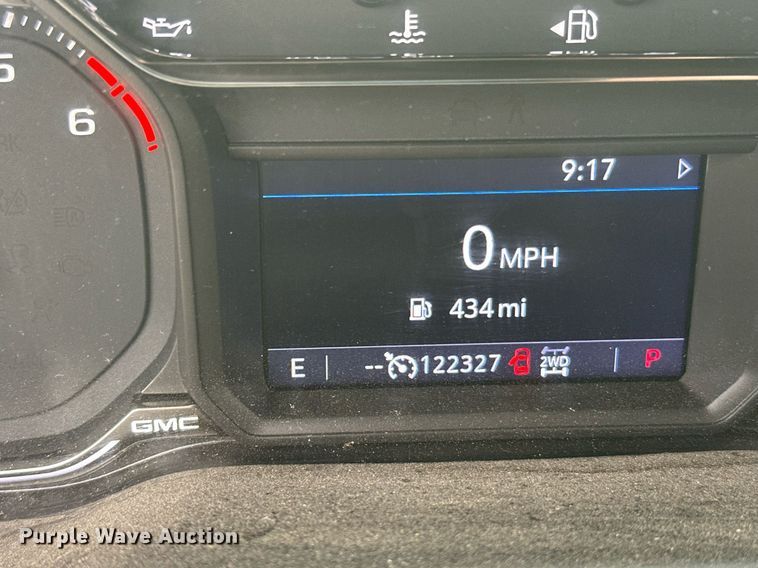 5
6
9:17
0 MPH
434 mi
E -- 122327 2WD P
GMC
Purple Wave Auction®